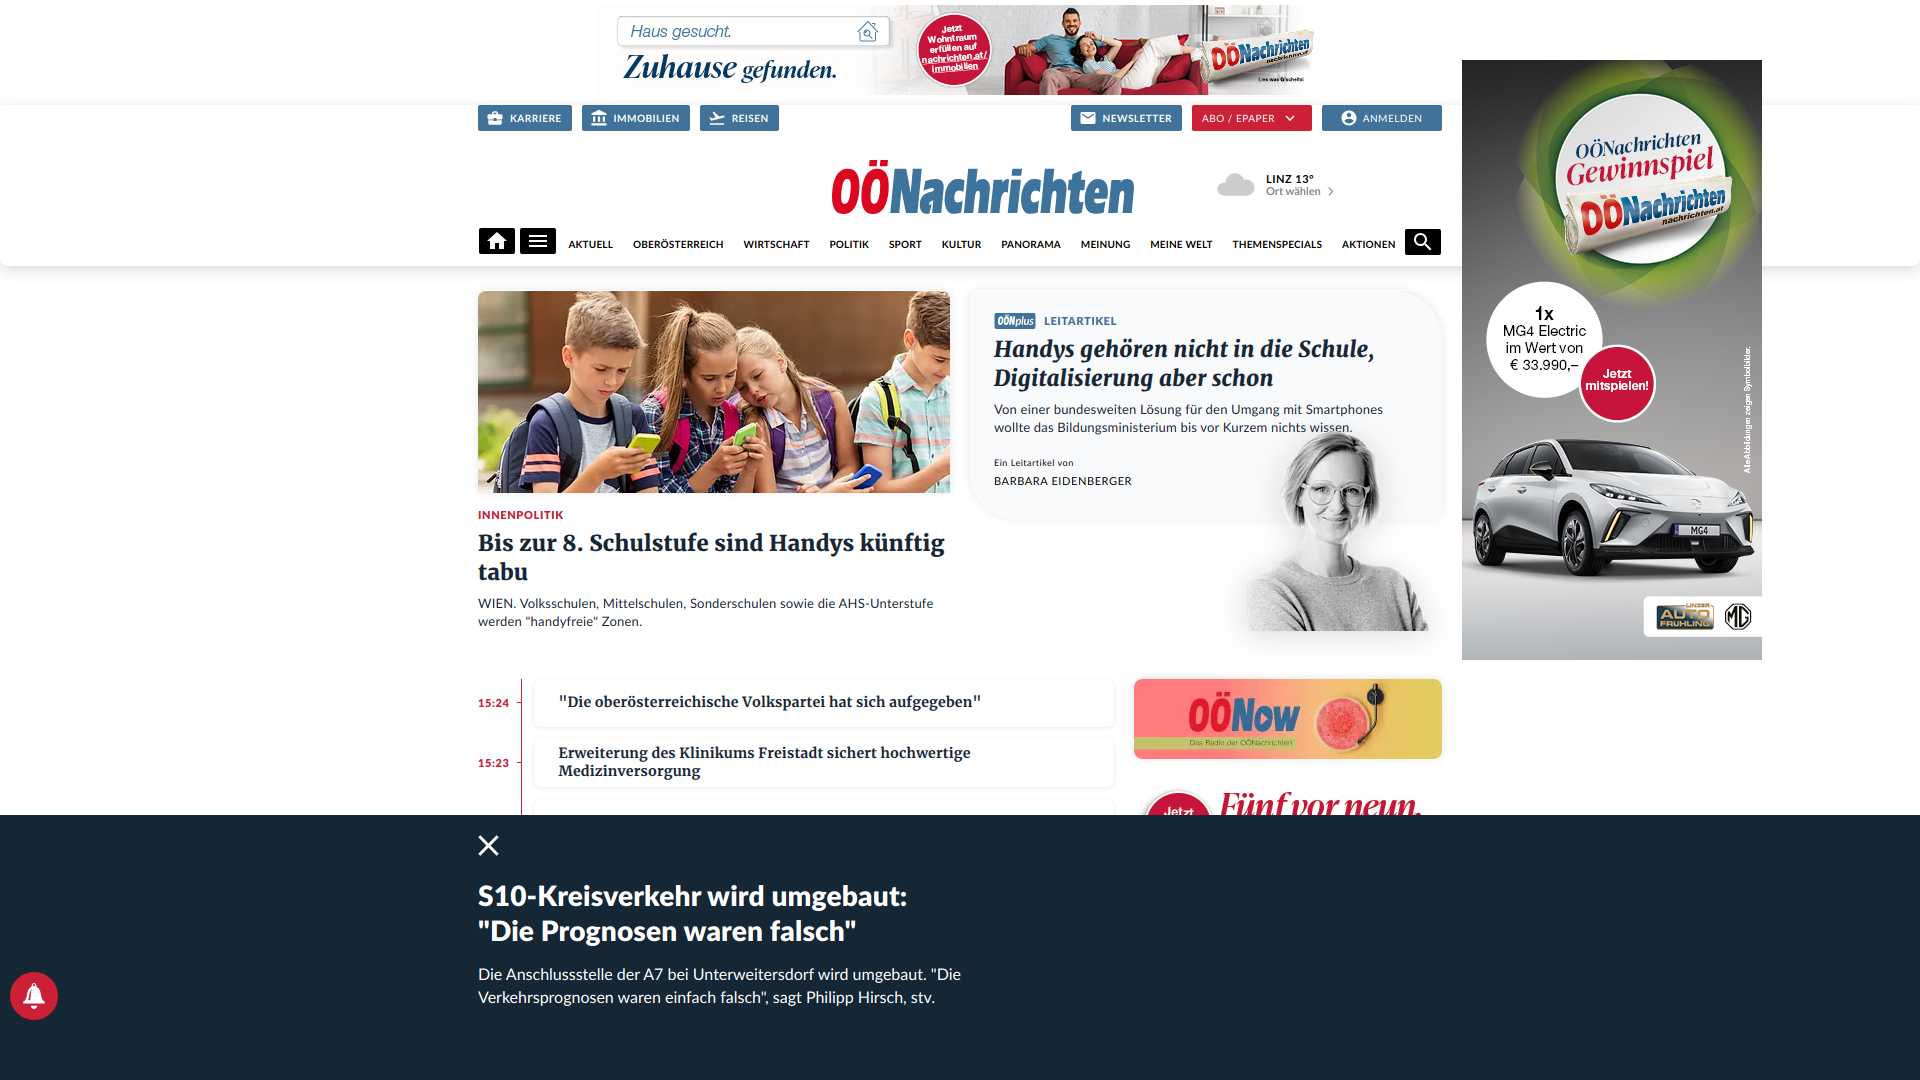 Haus gesucht.
Zuhause gefunden.
Jetzt
Wohntraum
erfüllen auf
nachrichten.at/
immobilien
OÖNachrichten
nachrichten.at
Lies was G'scheits!
KARRIERE
IMMOBILIEN
REISEN
NEWSLETTER
ABO / EPAPER
ANMELDEN
OÖNachrichten
LINZ 13°
Ort wählen
AKTUELL
OBERÖSTERREICH
WIRTSCHAFT
POLITIK
SPORT
KULTUR
PANORAMA
MEINUNG
MEINE WELT
THEMENSPECIALS
AKTIONEN
OÖNachrichten
Gewinnspiel
OÖNachrichten
nachrichten.at
1x
MG4 Electric
im Wert von
€ 33.990,–
Jetzt
mitspielen!
Alle Abbildungen zeigen Symbolbilder.
MG4
LINZER
AUTO
FRÜHLING
MG
OÖNplus LEITARTIKEL
Handys gehören nicht in die Schule,
Digitalisierung aber schon
Von einer bundesweiten Lösung für den Umgang mit Smartphones
wollte das Bildungsministerium bis vor Kurzem nichts wissen.
Ein Leitartikel von
BARBARA EIDENBERGER
INNENPOLITIK
Bis zur 8. Schulstufe sind Handys künftig
tabu
WIEN. Volksschulen, Mittelschulen, Sonderschulen sowie die AHS-Unterstufe
werden "handyfreie" Zonen.
15:24
"Die oberösterreichische Volkspartei hat sich aufgegeben"
15:23
Erweiterung des Klinikums Freistadt sichert hochwertige
Medizinversorgung
OÖNow
Das Radio der OÖNachrichten
Jetzt
Fünf vor neun.
S10-Kreisverkehr wird umgebaut:
"Die Prognosen waren falsch"
Die Anschlussstelle der A7 bei Unterweitersdorf wird umgebaut. "Die
Verkehrsprognosen waren einfach falsch", sagt Philipp Hirsch, stv.